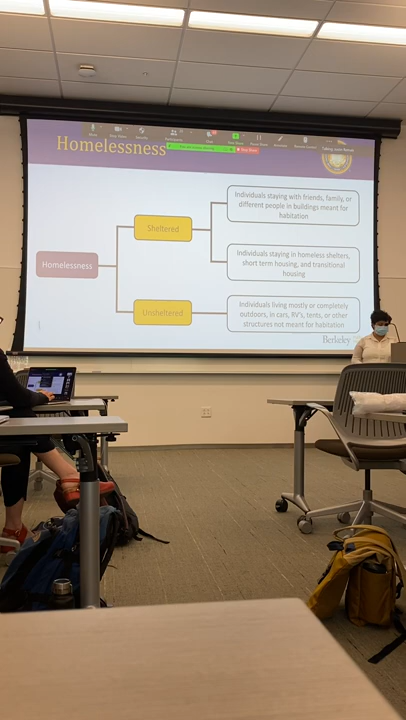 Homelessness
Individuals staying with friends, family, or
different people in buildings meant for
habitation
Sheltered
Homelessness
Individuals staying in homeless shelters,
short term housing, and transitional
housing
Unsheltered
Individuals living mostly or completely
outdoors, in cars, RV's, tents, or other
structures not meant for habitation
Berkeley